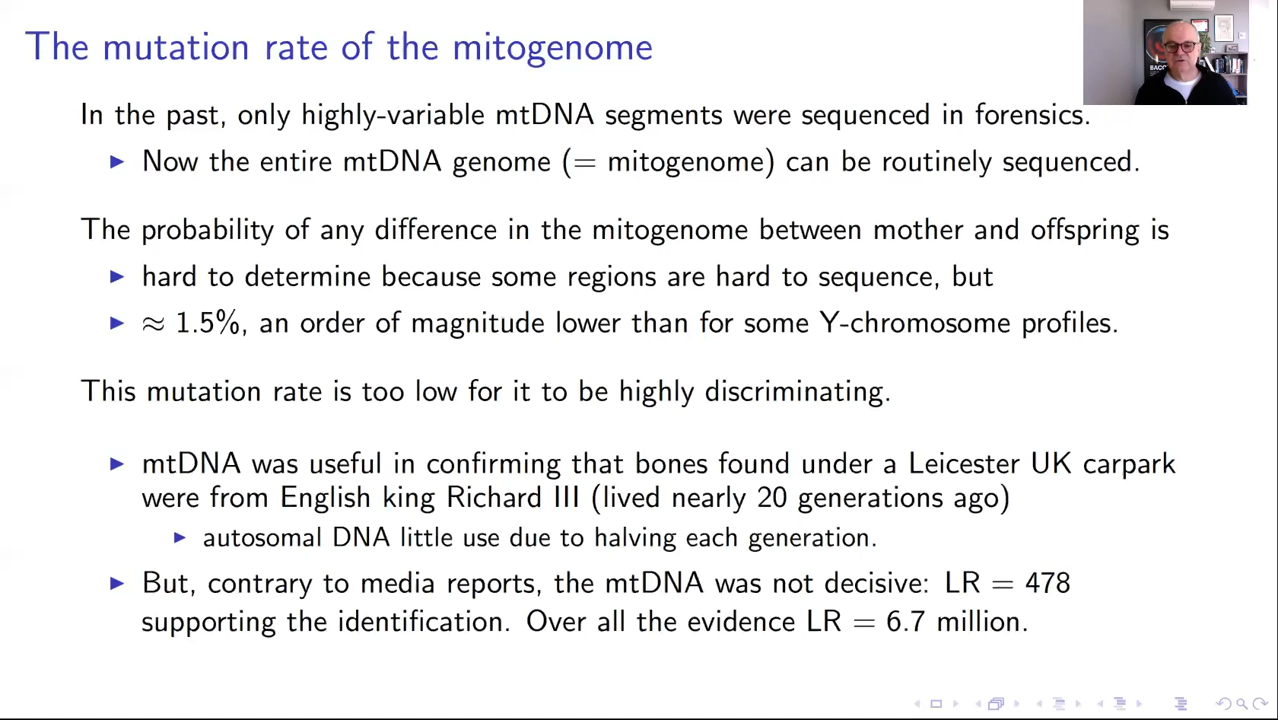 The mutation rate of the mitogenome
In the past, only highly-variable mtDNA segments were sequenced in forensics.
▶ Now the entire mtDNA genome (= mitogenome) can be routinely sequenced.
The probability of any difference in the mitogenome between mother and offspring is
▶ hard to determine because some regions are hard to sequence, but
▶ ≈ 1.5%, an order of magnitude lower than for some Y-chromosome profiles.
This mutation rate is too low for it to be highly discriminating.
▶ mtDNA was useful in confirming that bones found under a Leicester UK carpark
were from English king Richard III (lived nearly 20 generations ago)
▶ autosomal DNA little use due to halving each generation.
▶ But, contrary to media reports, the mtDNA was not decisive: LR = 478
supporting the identification. Over all the evidence LR = 6.7 million.